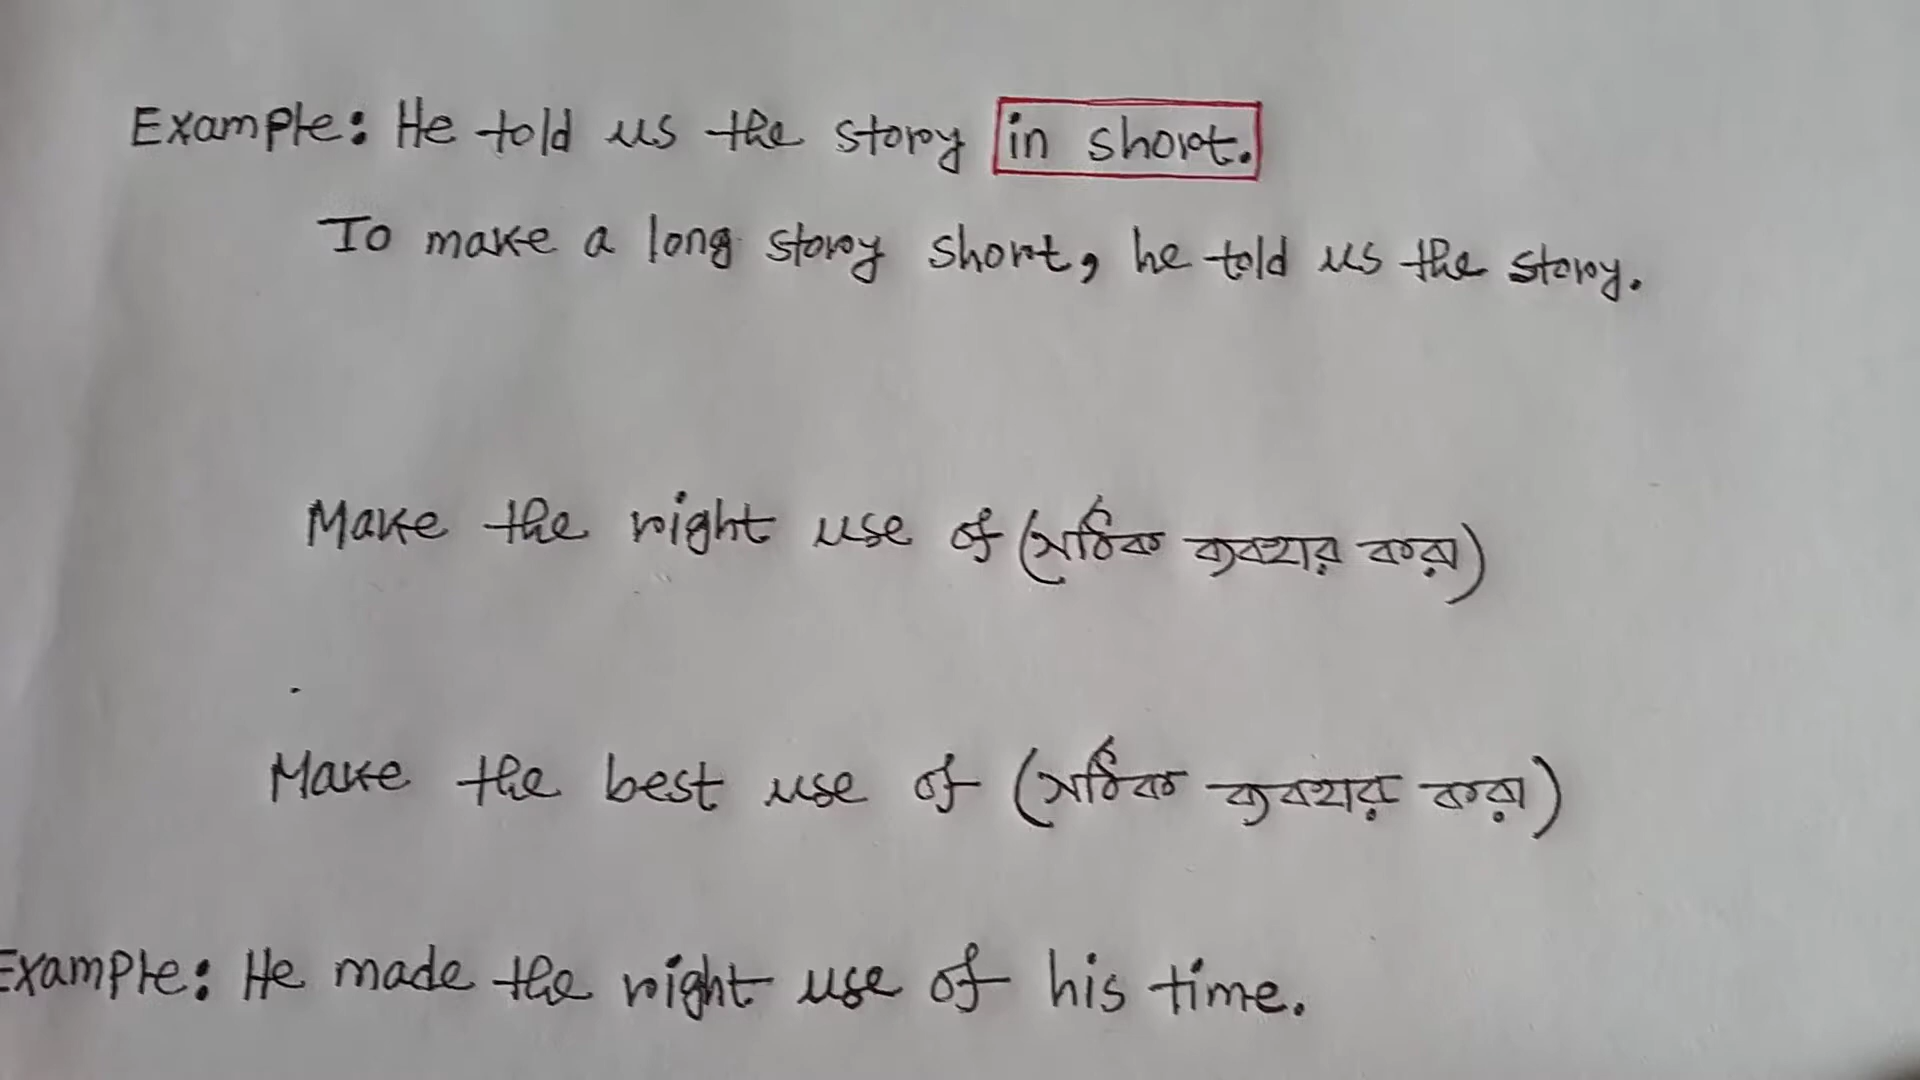 Example: He told us the story in short.
To make a long story short, he told us the story.
Make the right use of (সঠিক ব্যবহার করা)
Make the best use of (সঠিক ব্যবহার করা)
Example: He made the right use of his time.